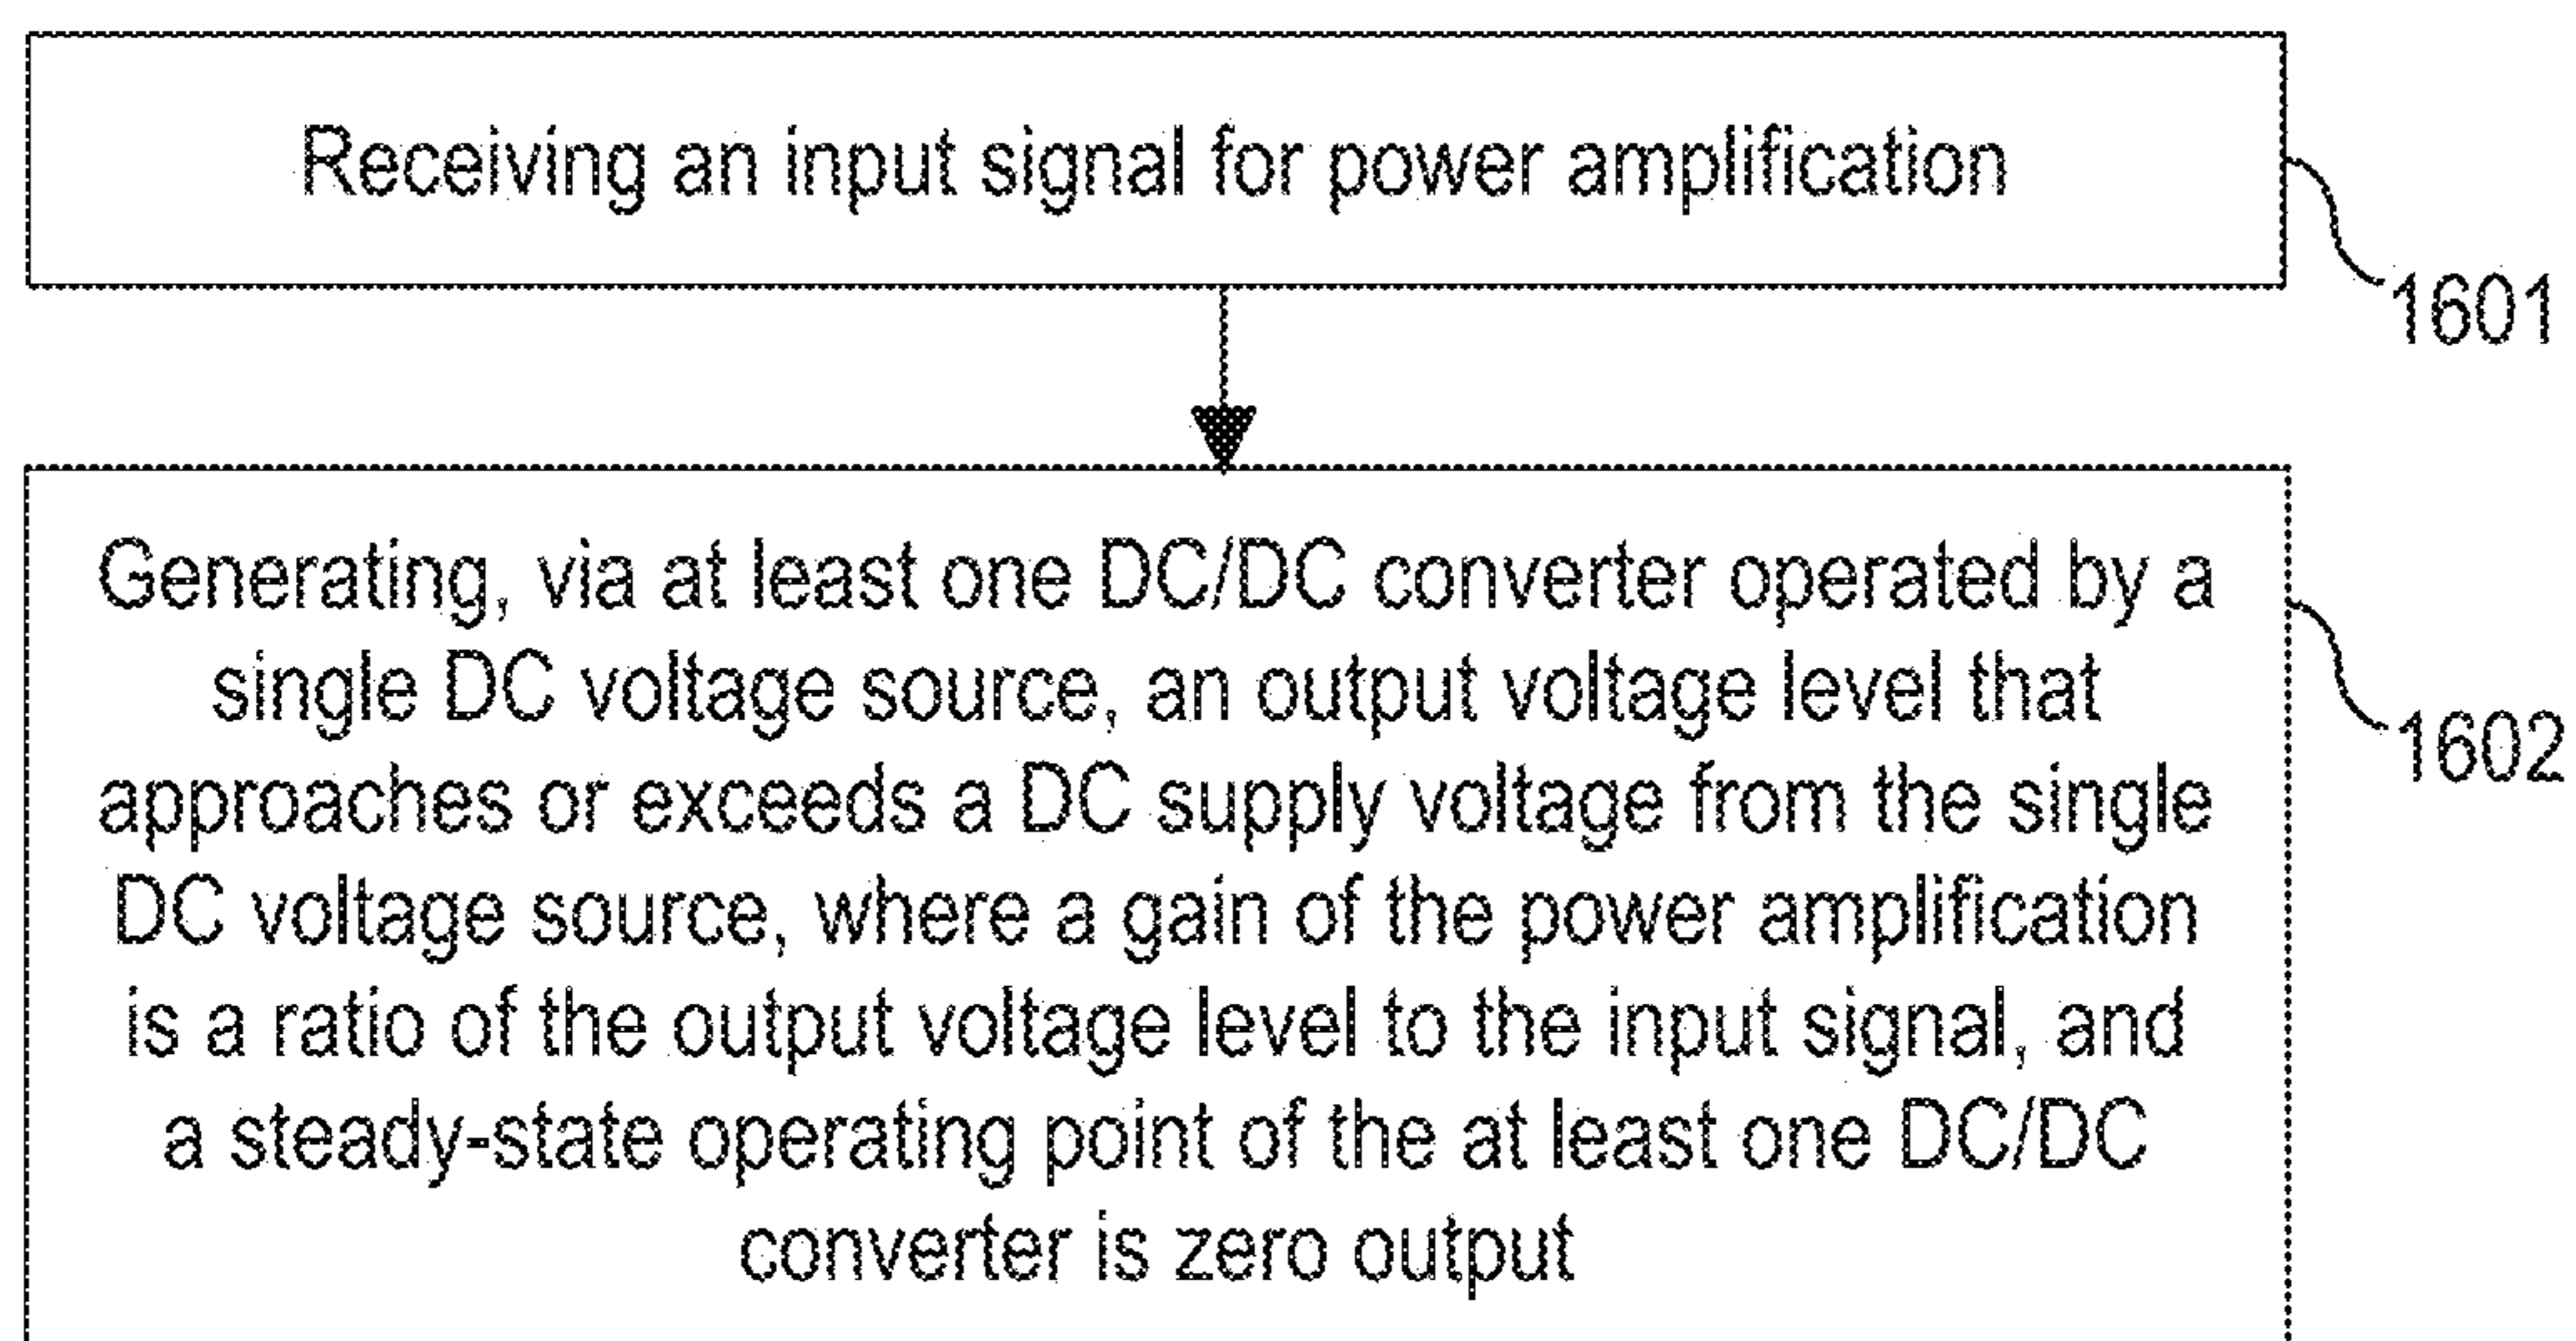 Receiving an input signal for power amplification
1601
Generating, via at least one DC/DC converter operated by a
single DC voltage source, an output voltage level that
approaches or exceeds a DC supply voltage from the single
DC voltage source, where a gain of the power amplification
is a ratio of the output voltage level to the input signal, and
a steady-state operating point of the at least one DC/DC
converter is zero output
1602